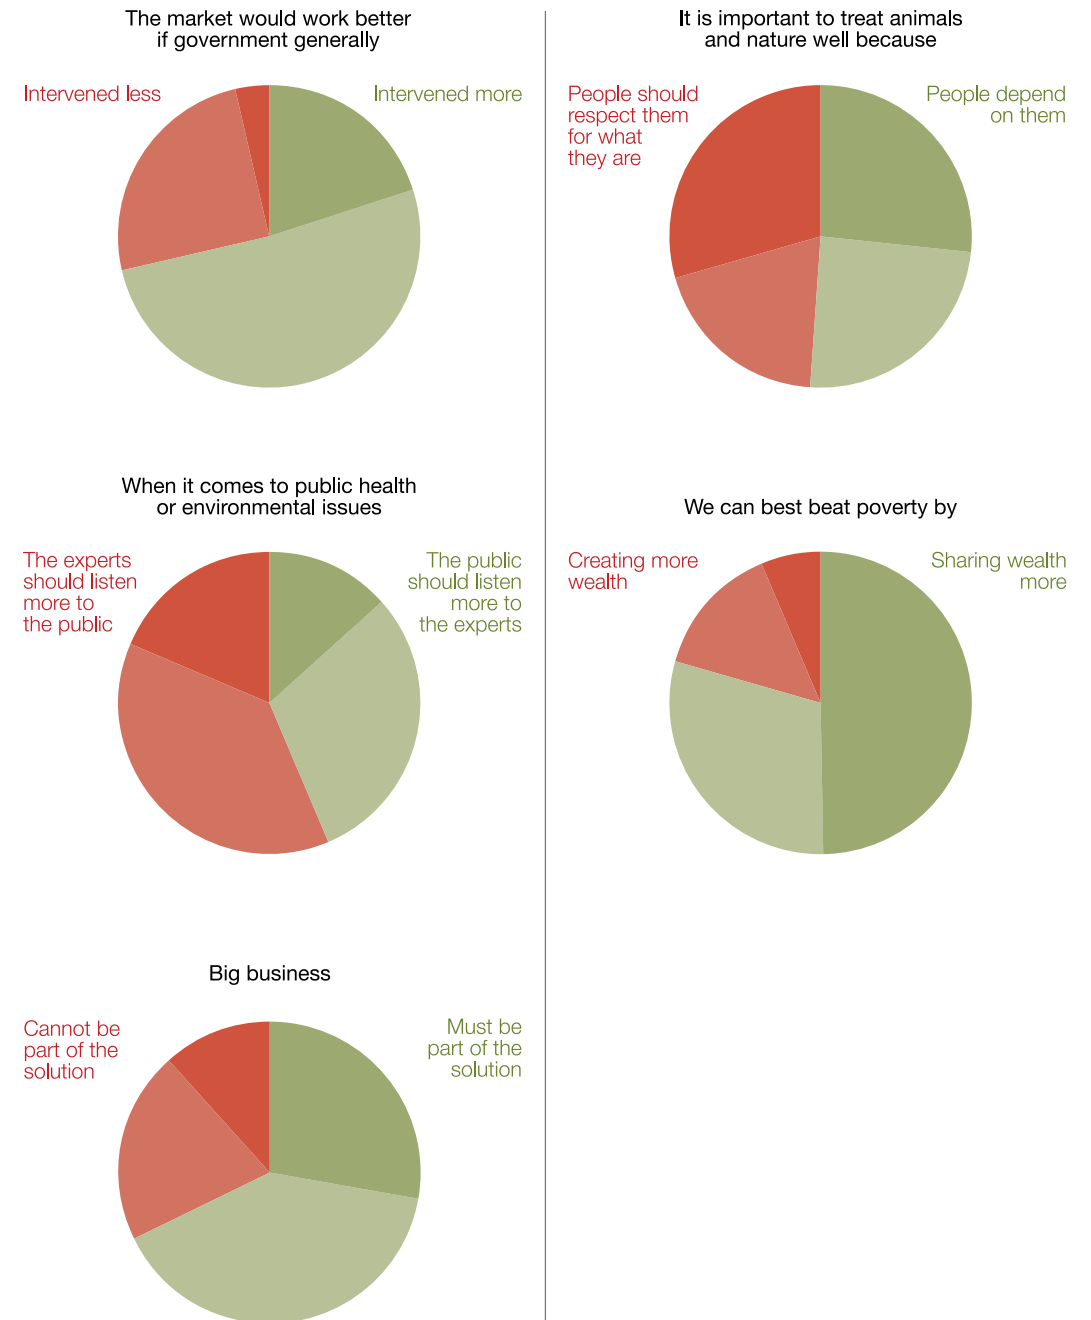 The market would work better
if government generally
Intervened less
Intervened more
When it comes to public health
or environmental issues
The experts
should listen
more to
the public
The public
should listen
more to
the experts
Big business
Cannot be
part of the
solution
Must be
part of the
solution
It is important to treat animals
and nature well because
People should
respect them
for what
they are
People depend
on them
We can best beat poverty by
Creating more
wealth
Sharing wealth
more